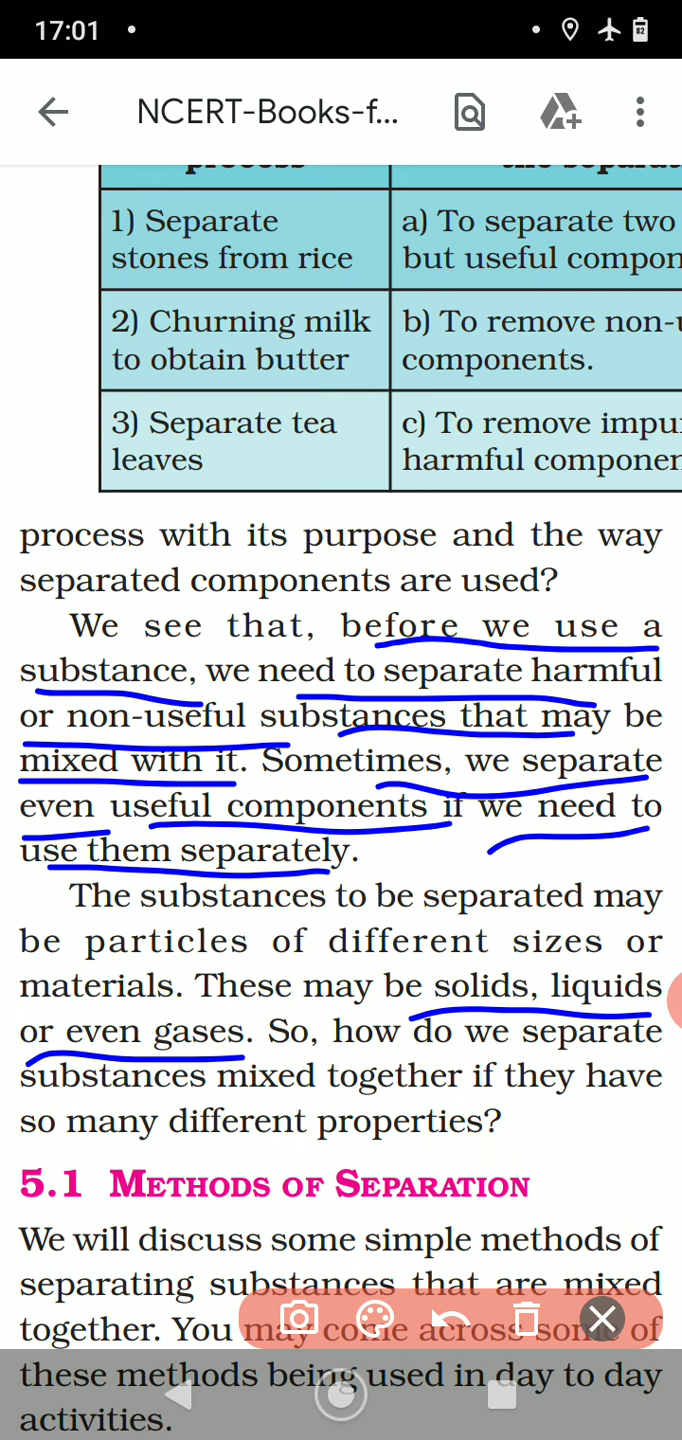 17:01
NCERT-Books-f...
process
1) Separate
stones from rice
a) To separate two
but useful compon
2) Churning milk
to obtain butter
b) To remove non-u
components.
3) Separate tea
leaves
c) To remove impu
harmful componen
process with its purpose and the way
separated components are used?
We see that, before we use a
substance, we need to separate harmful
or non-useful substances that may be
mixed with it. Sometimes, we separate
even useful components if we need to
use them separately.
The substances to be separated may
be particles of different sizes or
materials. These may be solids, liquids
or even gases. So, how do we separate
substances mixed together if they have
so many different properties?
5.1 METHODS OF SEPARATION
We will discuss some simple methods of
separating substances that are mixed
together. You may come across some of
these methods being used in day to day
activities.